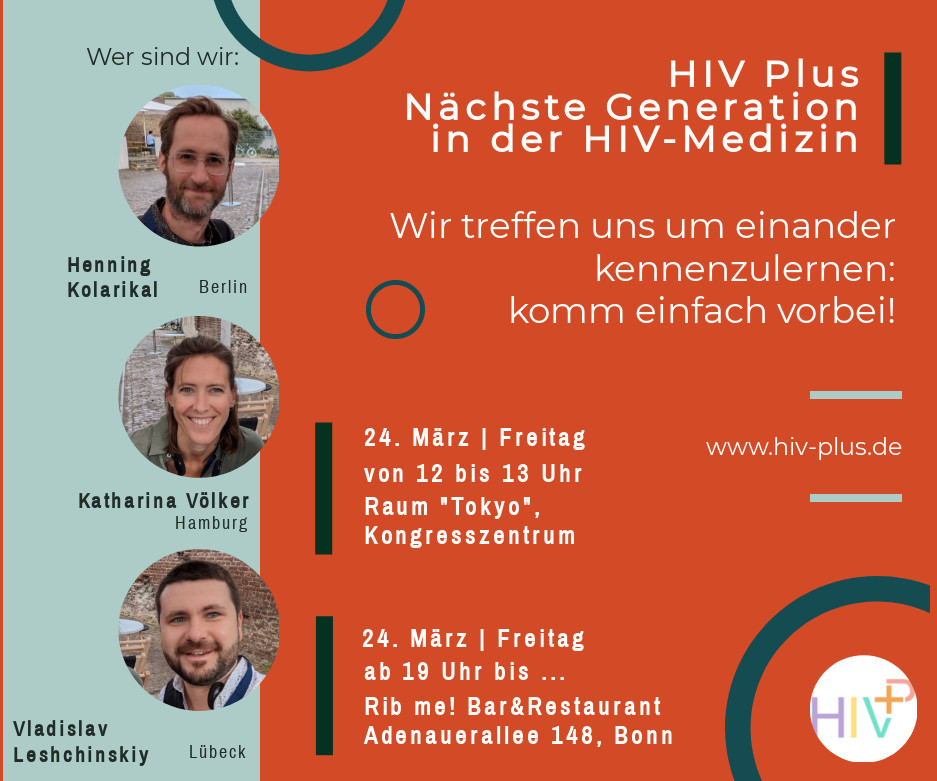 Wer sind wir:
Henning
Kolarikal
Berlin
Katharina Völker
Hamburg
Vladislav
Leshchinskiy
Lübeck
HIV Plus
Nächste Generation
in der HIV-Medizin
Wir treffen uns um einander
kennenzulernen:
komm einfach vorbei!
24. März | Freitag
von 12 bis 13 Uhr
Raum "Tokyo",
Kongresszentrum
www.hiv-plus.de
24. März | Freitag
ab 19 Uhr bis ...
Rib me! Bar&Restaurant
Adenauerallee 148, Bonn
HIV P